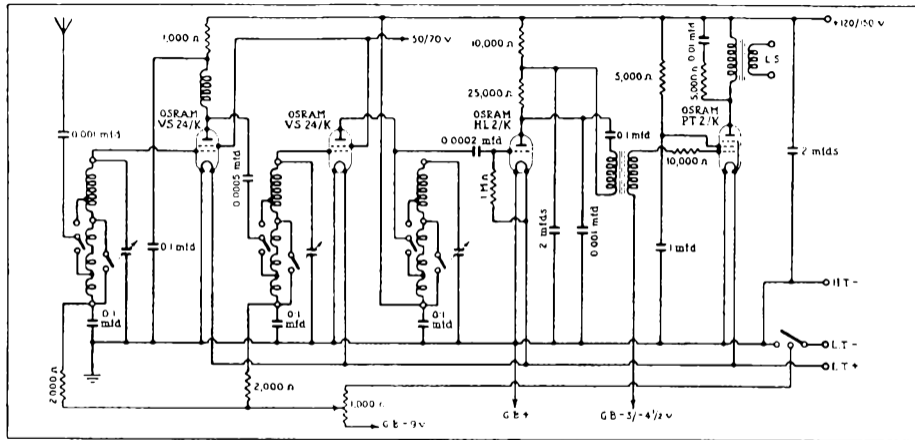 1,000 Ω
50/70 V
10,000 Ω
25,000 Ω
5,000 Ω
0.01 mfd
5,000 Ω
LS
+120/150 V
OSRAM
VS 24/K
OSRAM
VS 24/K
OSRAM
HL 2/K
OSRAM
PT 2/K
0.001 mfd
0.0005 mfd
0.0002 mfd
1 MΩ
0.1 mfd
10,000 Ω
2 mfds
0.1 mfd
2 mfds
0.001 mfd
1 mfd
0.1
mfd
0.1
mfd
0.1
mfd
HT-
LT-
LT+
2,000 Ω
2,000 Ω
1,000 Ω
GB-9V
GB+
GB-3/-4½ V